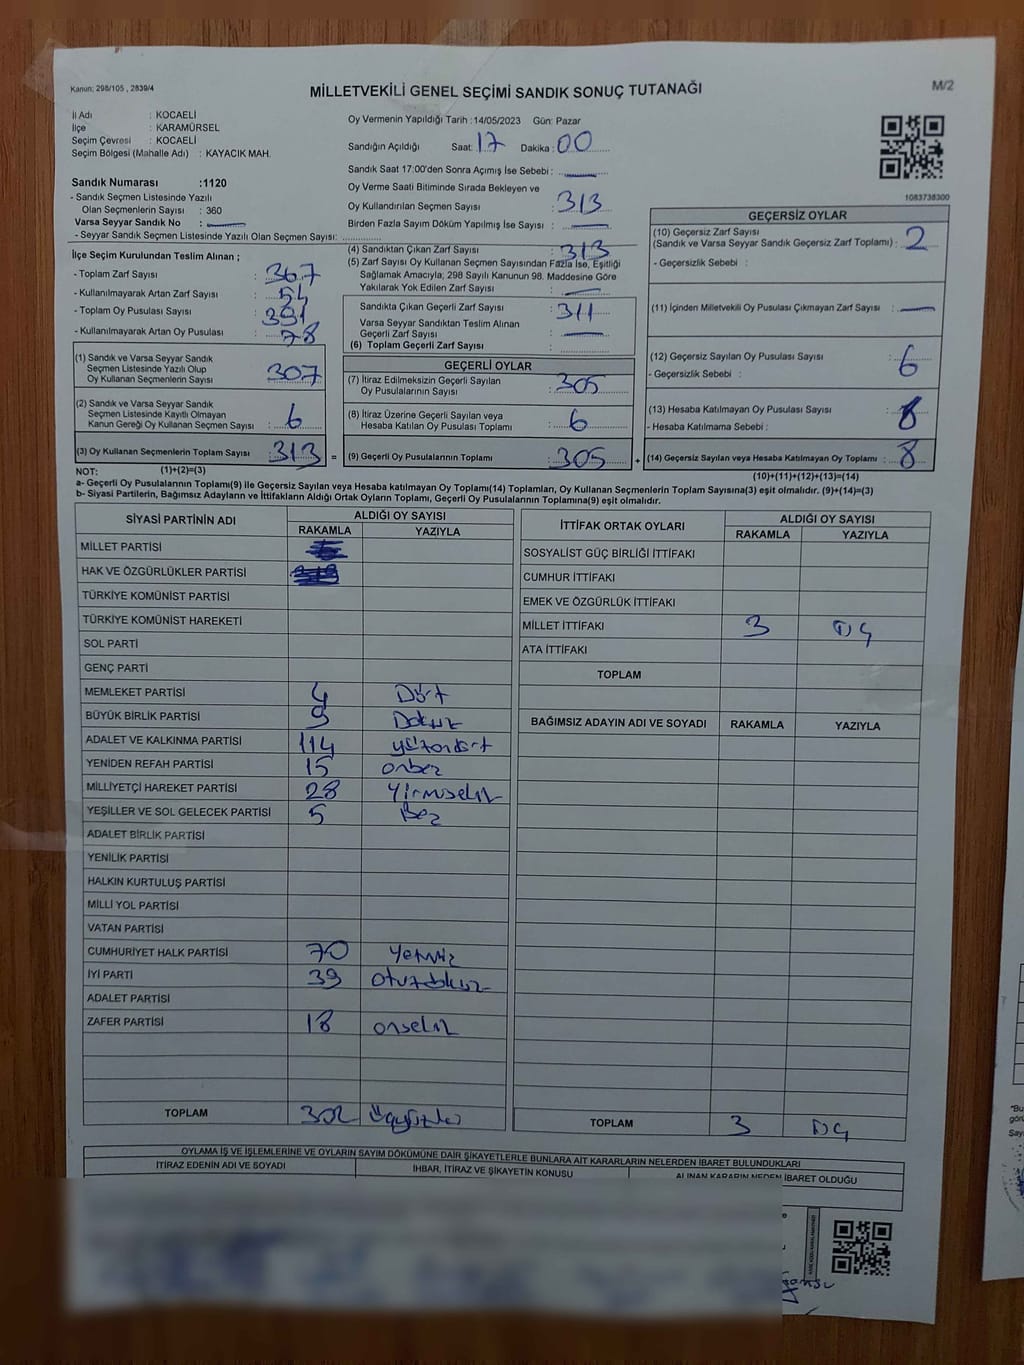 Kanun: 298/105 , 2839/4
MİLLETVEKİLİ GENEL SEÇİMİ SANDIK SONUÇ TUTANAĞI
M/2
İl Adı : KOCAELİ
İlçe : KARAMÜRSEL
Seçim Çevresi : KOCAELİ
Seçim Bölgesi (Mahalle Adı) : KAYACIK MAH.
Sandık Numarası :1120
- Sandık Seçmen Listesinde Yazılı
Olan Seçmenlerin Sayısı : 360
Varsa Seyyar Sandık No :
- Seyyar Sandık Seçmen Listesinde Yazılı Olan Seçmen Sayısı:
Oy Vermenin Yapıldığı Tarih :14/05/2023 Gün: Pazar
Sandığın Açıldığı Saat: 17 Dakika : 00
Sandık Saat 17:00'den Sonra Açımış İse Sebebi :
Oy Verme Saati Bitiminde Sırada Bekleyen ve
Oy Kullandırılan Seçmen Sayısı : 313
Birden Fazla Sayım Döküm Yapılmış İse Sayısı :
1083738300
İlçe Seçim Kurulundan Teslim Alınan ;
- Toplam Zarf Sayısı : 367
- Kullanılmayarak Artan Zarf Sayısı : 54
- Toplam Oy Pusulası Sayısı : 391
- Kullanılmayarak Artan Oy Pusulası : 78
(1) Sandık ve Varsa Seyyar Sandık
Seçmen Listesinde Yazılı Olup
Oy Kullanan Seçmenlerin Sayısı : 307
(2) Sandık ve Varsa Seyyar Sandık
Seçmen Listesinde Kayıtlı Olmayan
Kanun Gereği Oy Kullanan Seçmen Sayısı : 6
(3) Oy Kullanan Seçmenlerin Toplam Sayısı : 313 =
(4) Sandıktan Çıkan Zarf Sayısı : 313
(5) Zarf Sayısı Oy Kullanan Seçmen Sayısından Fazla İse, Eşitliği
Sağlamak Amacıyla; 298 Sayılı Kanunun 98. Maddesine Göre
Yakılarak Yok Edilen Zarf Sayısı :
Sandıkta Çıkan Geçerli Zarf Sayısı : 311
Varsa Seyyar Sandıktan Teslim Alınan
Geçerli Zarf Sayısı :
(6) Toplam Geçerli Zarf Sayısı :
GEÇERLİ OYLAR
(7) İtiraz Edilmeksizin Geçerli Sayılan
Oy Pusulalarının Sayısı : 305
(8) İtiraz Üzerine Geçerli Sayılan veya
Hesaba Katılan Oy Pusulası Toplamı : 6
(9) Geçerli Oy Pusulalarının Toplamı : 305 +
GEÇERSİZ OYLAR
(10) Geçersiz Zarf Sayısı
(Sandık ve Varsa Seyyar Sandık Geçersiz Zarf Toplamı) : 2
- Geçersizlik Sebebi :
(11) İçinden Milletvekili Oy Pusulası Çıkmayan Zarf Sayısı :
(12) Geçersiz Sayılan Oy Pusulası Sayısı : 6
- Geçersizlik Sebebi :
(13) Hesaba Katılmayan Oy Pusulası Sayısı :
- Hesaba Katılmama Sebebi :
(14) Geçersiz Sayılan veya Hesaba Katılmayan Oy Toplamı : 8
NOT: (1)+(2)=(3)
(10)+(11)+(12)+(13)=(14)
a- Geçerli Oy Pusulalarının Toplamı(9) ile Geçersiz Sayılan veya Hesaba katılmayan Oy Toplamı(14) Toplamları, Oy Kullanan Seçmenlerin Toplam Sayısına(3) eşit olmalıdır. (9)+(14)=(3)
b- Siyasi Partilerin, Bağımsız Adayların ve İttifakların Aldığı Ortak Oyların Toplamı, Geçerli Oy Pusulalarının Toplamına(9) eşit olmalıdır.
SİYASİ PARTİNİN ADI ALDIĞI OY SAYISI
RAKAMLA YAZIYLA
MİLLET PARTİSİ
HAK VE ÖZGÜRLÜKLER PARTİSİ
TÜRKİYE KOMÜNİST PARTİSİ
TÜRKİYE KOMÜNİST HAREKETİ
SOL PARTİ
GENÇ PARTİ
MEMLEKET PARTİSİ 4 Dört
BÜYÜK BİRLİK PARTİSİ 9 Dokuz
ADALET VE KALKINMA PARTİSİ 114 yüzondört
YENİDEN REFAH PARTİSİ 15 onbeş
MİLLİYETÇİ HAREKET PARTİSİ 28 Yirmisekiz
YEŞİLLER VE SOL GELECEK PARTİSİ 5 Beş
ADALET BİRLİK PARTİSİ
YENİLİK PARTİSİ
HALKIN KURTULUŞ PARTİSİ
MİLLİ YOL PARTİSİ
VATAN PARTİSİ
CUMHURİYET HALK PARTİSİ 70 Yetmiş
İYİ PARTİ 39 otuzdokuz
ADALET PARTİSİ
ZAFER PARTİSİ 18 onsekiz
TOPLAM 302 üçyüziki
İTTİFAK ORTAK OYLARI ALDIĞI OY SAYISI
RAKAMLA YAZIYLA
SOSYALİST GÜÇ BİRLİĞİ İTTİFAKI
CUMHUR İTTİFAKI
EMEK VE ÖZGÜRLÜK İTTİFAKI
MİLLET İTTİFAKI 3 Üç
ATA İTTİFAKI
TOPLAM
BAĞIMSIZ ADAYIN ADI VE SOYADI RAKAMLA YAZIYLA
TOPLAM 3 Üç
OYLAMA İŞ VE İŞLEMLERİNE VE OYLARIN SAYIM DÖKÜMÜNE DAİR ŞİKAYETLERLE BUNLARA AİT KARARLARIN NELERDEN İBARET BULUNDUKLARI
İTİRAZ EDENİN ADI VE SOYADI İHBAR, İTİRAZ VE ŞİKAYETİN KONUSU ALINAN KARARIN NEDEN İBARET OLDUĞU